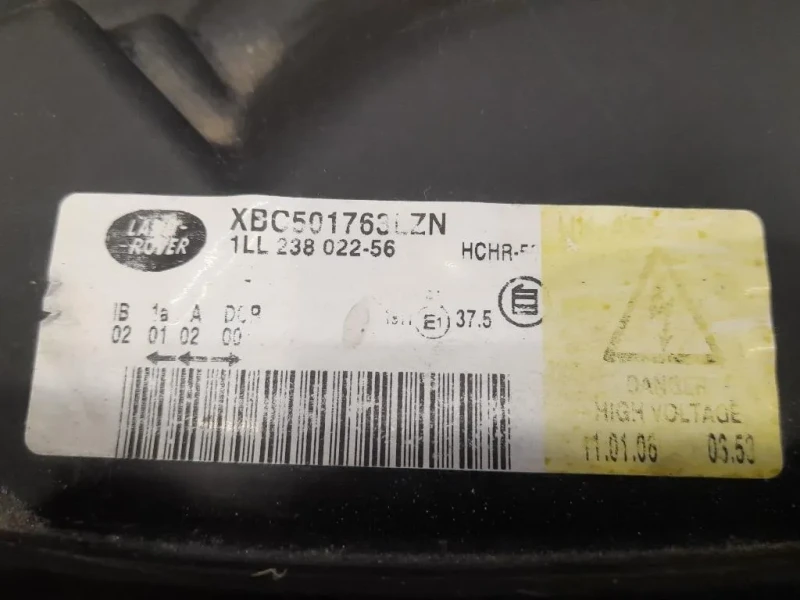 LAND-
-ROVER
XBC501763LZN
1LL 238 022-56
HCHR-
IB 1a A DCR
02 01 02 00
E1 37.5
DANGER
HIGH VOLTAGE
11.01.06 06.53